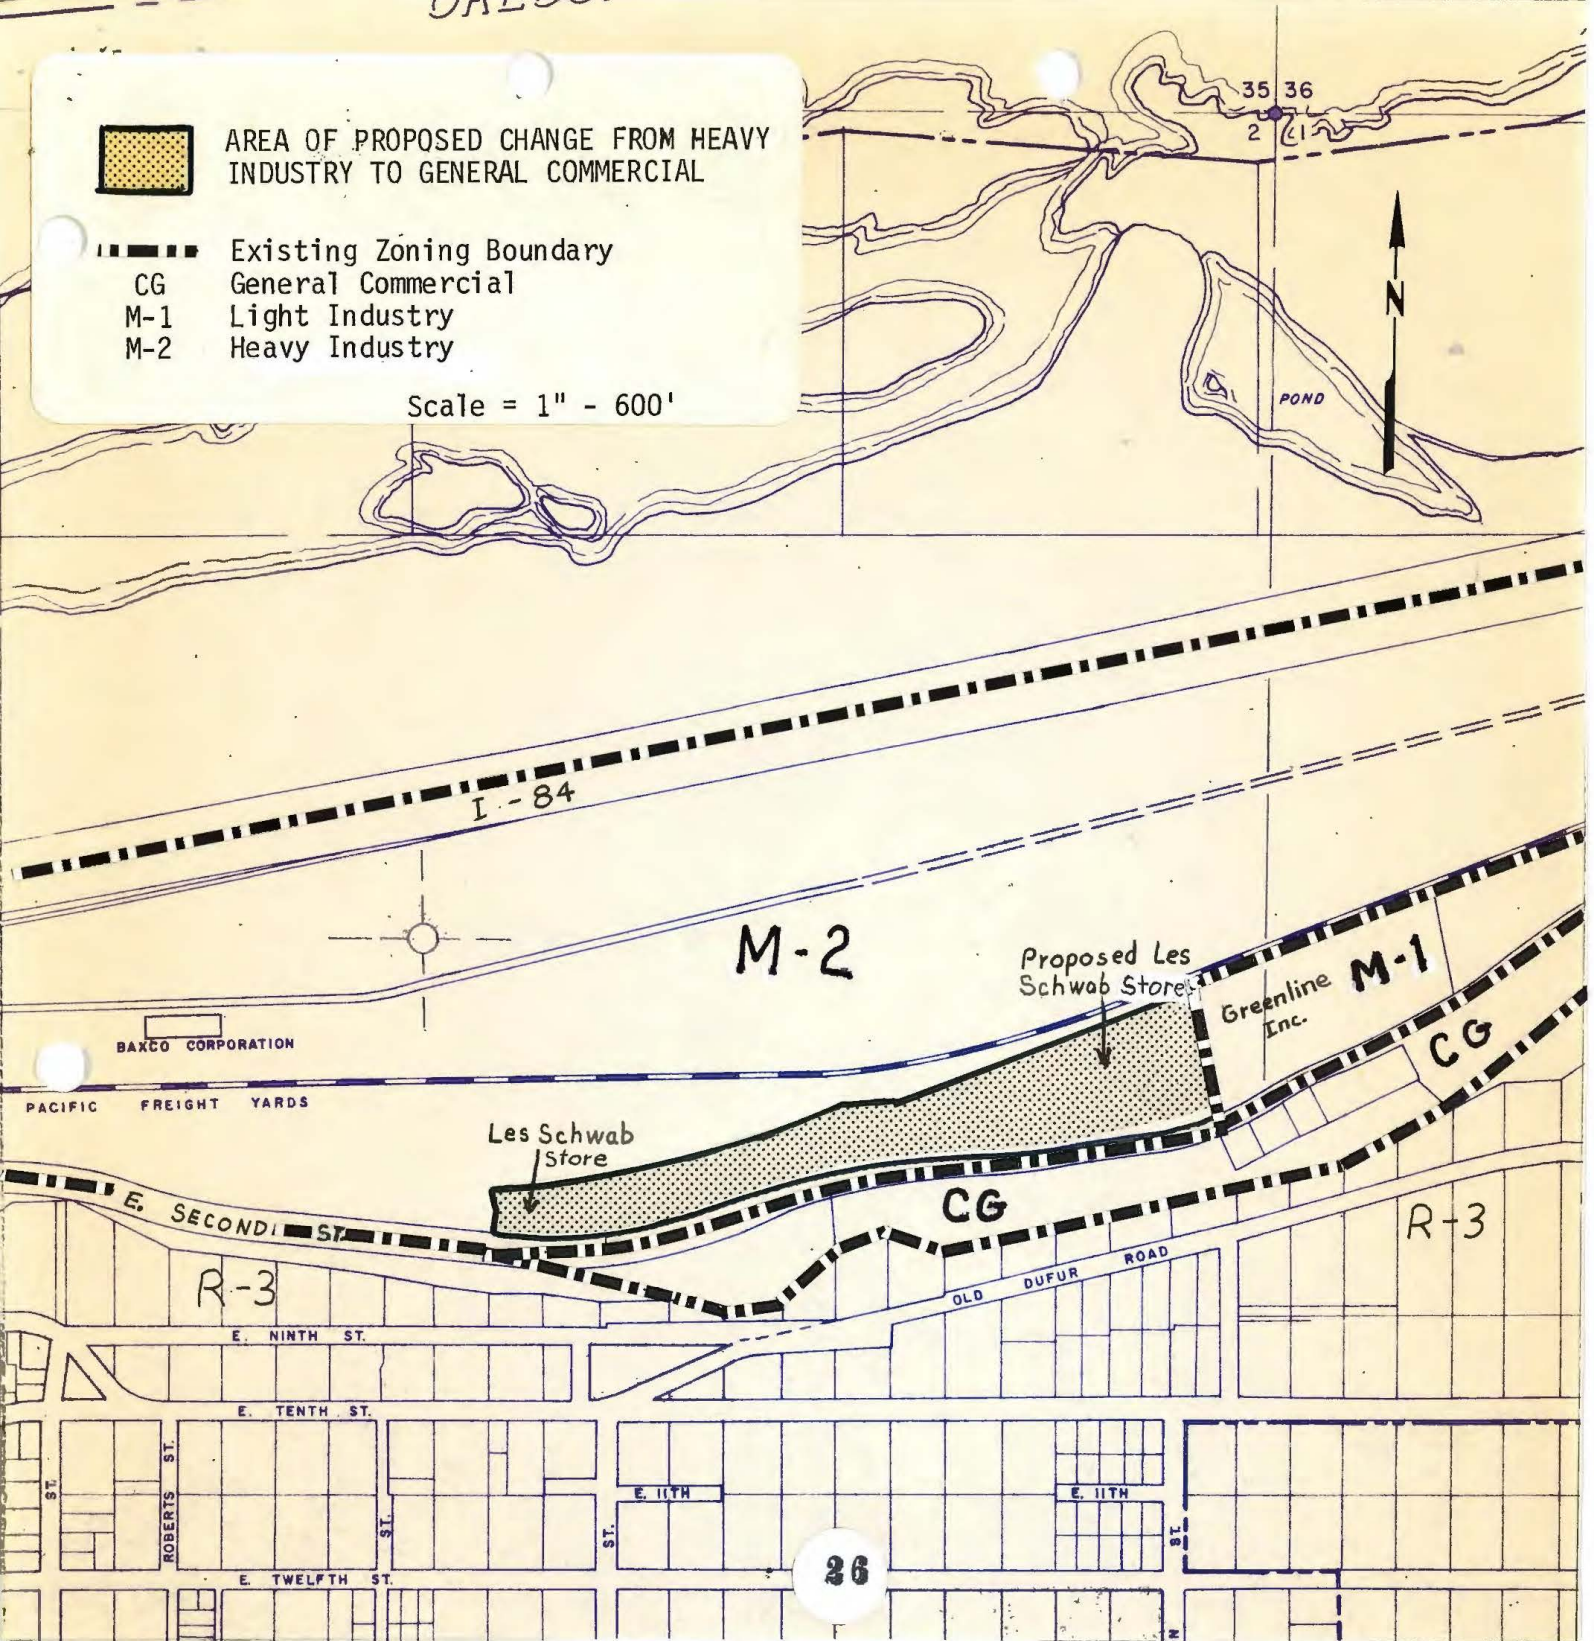 35 36
2 1
AREA OF PROPOSED CHANGE FROM HEAVY
INDUSTRY TO GENERAL COMMERCIAL
Existing Zoning Boundary
CG General Commercial
M-1 Light Industry
M-2 Heavy Industry
Scale = 1" - 600'
N
POND
I - 84
M-2
Proposed Les
Schwab Store
Greenline
Inc.
M-1
CG
BAXCO CORPORATION
PACIFIC FREIGHT YARDS
Les Schwab
Store
E. SECOND ST.
CG
R-3
R-3
OLD DUFUR ROAD
E. NINTH ST.
E. TENTH ST.
ST.
ROBERTS ST.
ST.
ST.
E. 11TH
E. 11TH
ST.
E. TWELFTH ST.
26